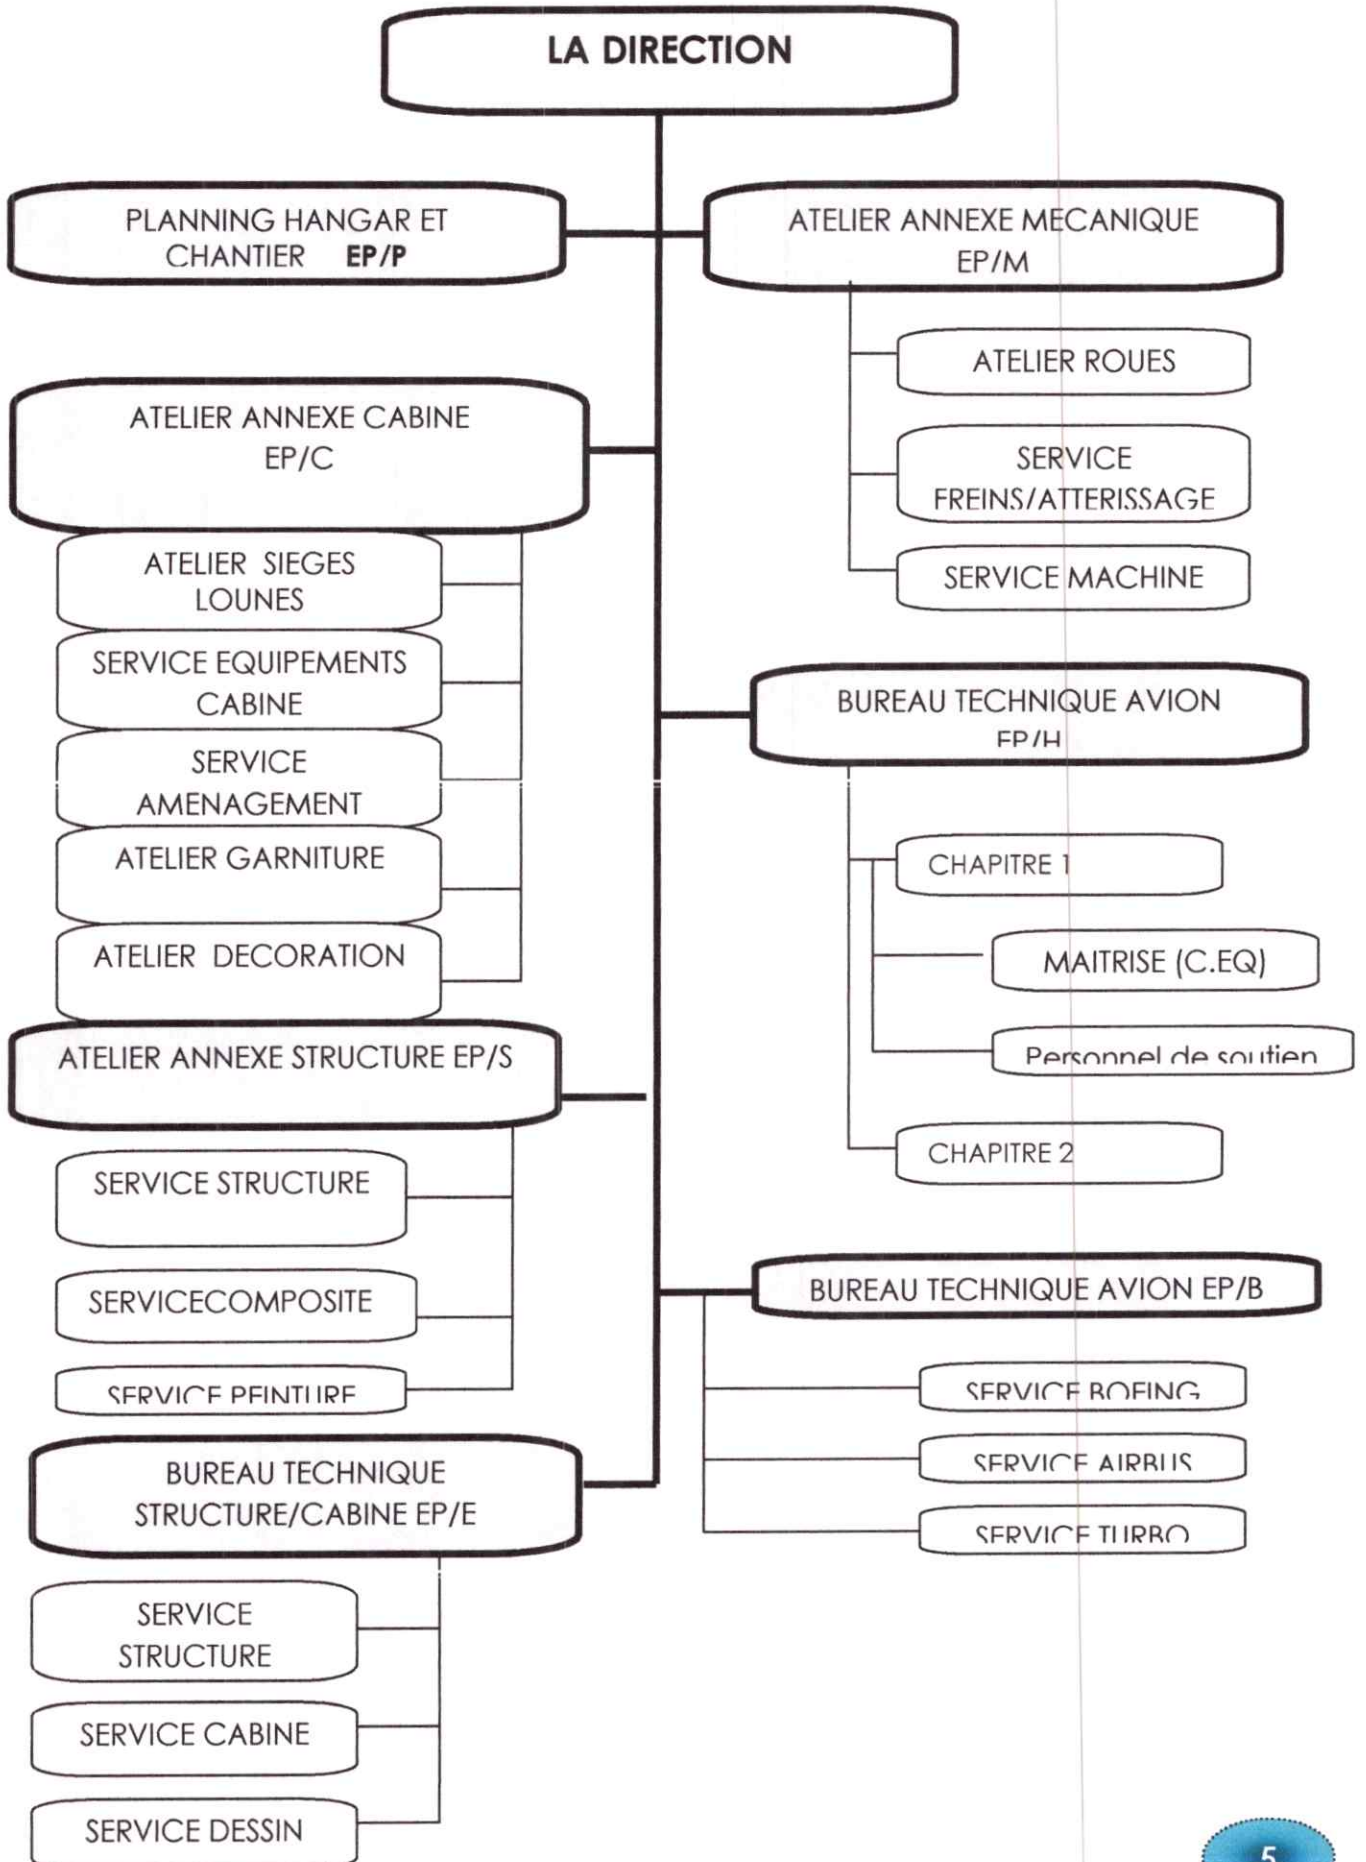 LA DIRECTION
PLANNING HANGAR ET
CHANTIER EP/P
ATELIER ANNEXE MECANIQUE
EP/M
ATELIER ROUES
SERVICE
FREINS/ATTERISSAGE
SERVICE MACHINE
ATELIER ANNEXE CABINE
EP/C
ATELIER SIEGES
LOUNES
SERVICE EQUIPEMENTS
CABINE
SERVICE
AMENAGEMENT
ATELIER GARNITURE
ATELIER DECORATION
BUREAU TECHNIQUE AVION
EP/H
CHAPITRE 1
MAITRISE (C.EQ)
Personnel de soutien
CHAPITRE 2
ATELIER ANNEXE STRUCTURE EP/S
SERVICE STRUCTURE
SERVICECOMPOSITE
SERVICE PEINTURE
BUREAU TECHNIQUE AVION EP/B
SERVICE BOEING
SERVICE AIRBUS
SERVICE TURBO
BUREAU TECHNIQUE
STRUCTURE/CABINE EP/E
SERVICE
STRUCTURE
SERVICE CABINE
SERVICE DESSIN
5